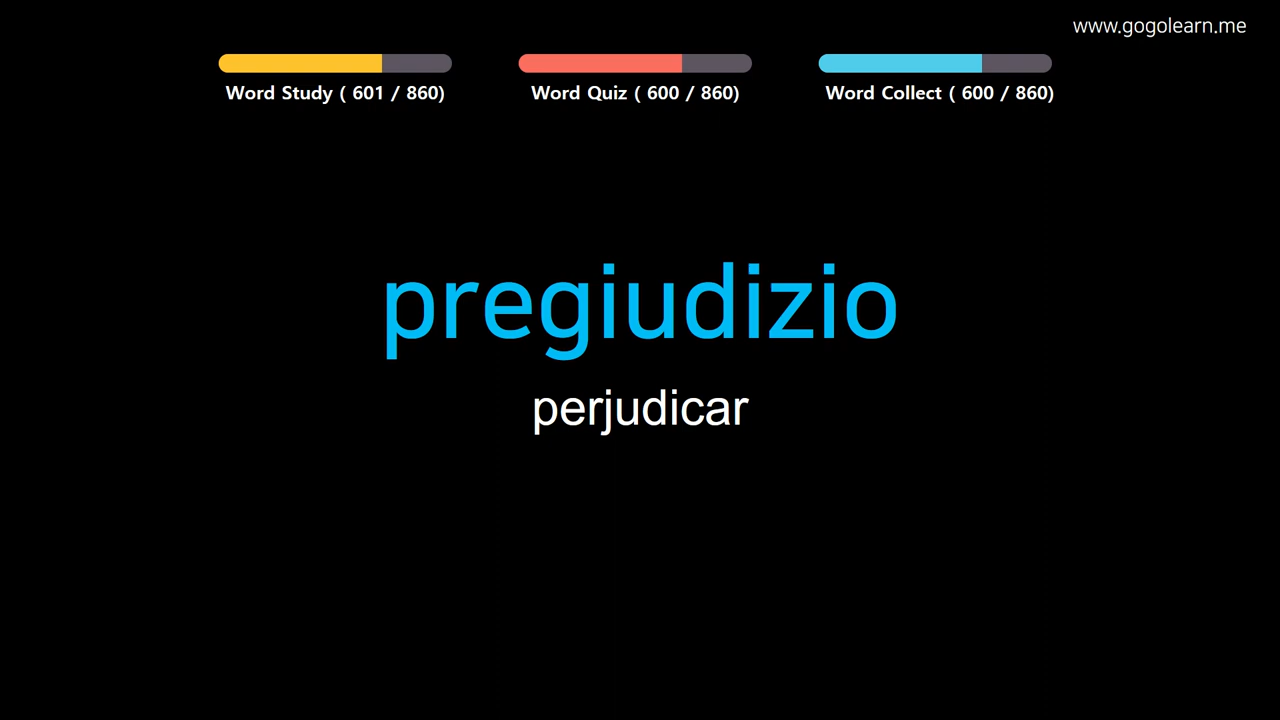 www.gogolearn.me
Word Study ( 601 / 860)
Word Quiz ( 600 / 860)
Word Collect ( 600 / 860)
pregiudizio
perjudicar